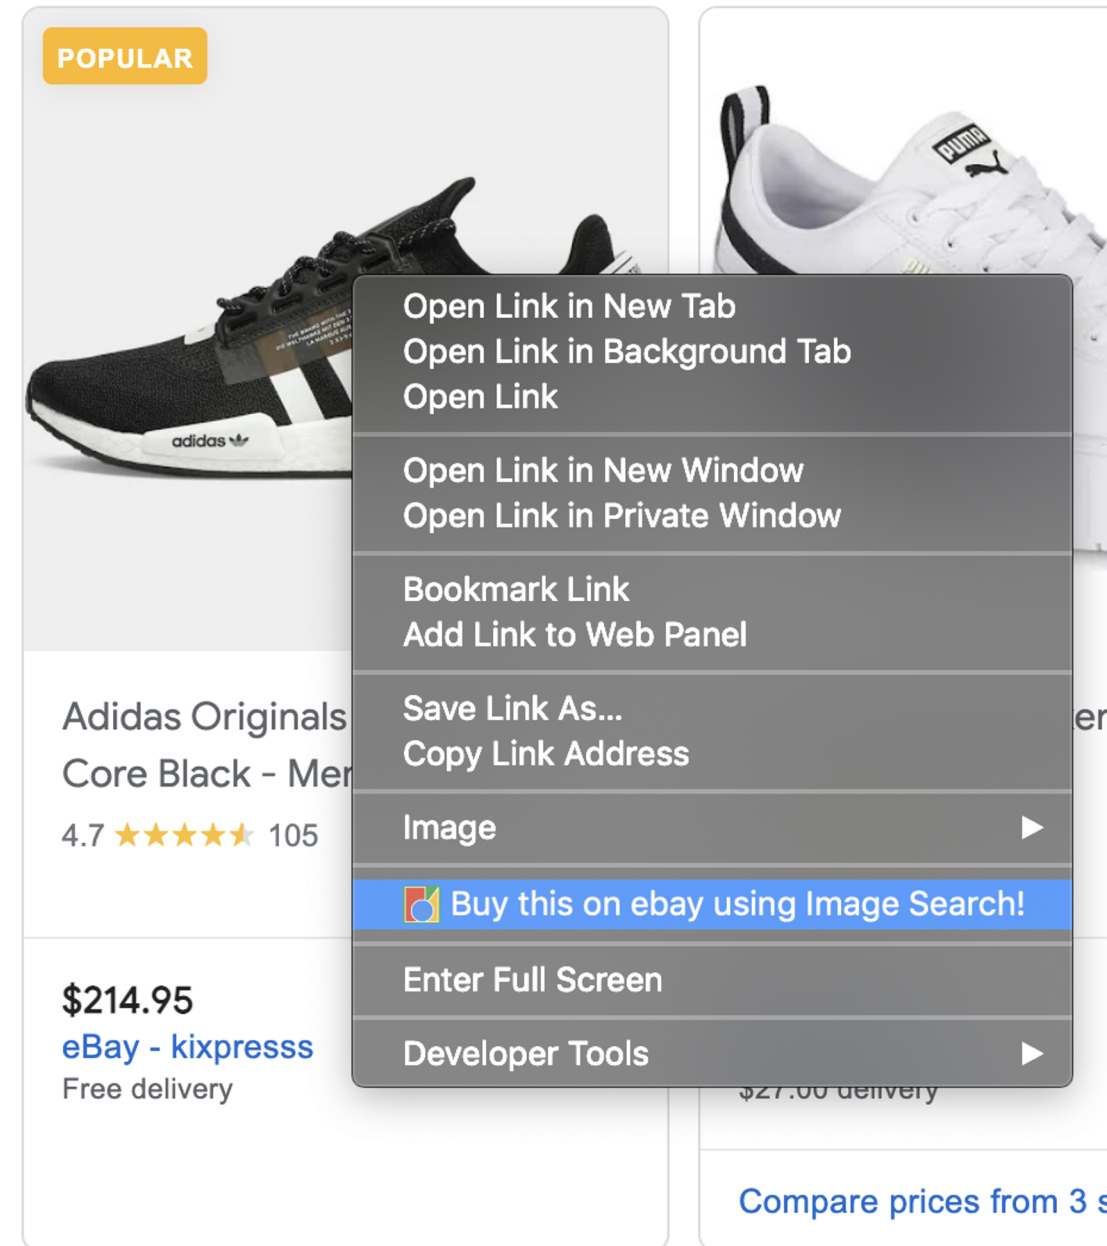 POPULAR
PUMA
adidas
Open Link in New Tab
Open Link in Background Tab
Open Link
Open Link in New Window
Open Link in Private Window
Bookmark Link
Add Link to Web Panel
Save Link As...
Copy Link Address
Image
Buy this on ebay using Image Search!
Enter Full Screen
Developer Tools
Adidas Originals
Core Black -
4.7 105
$214.95
eBay - kixpresss
Free delivery
$27.00 delivery
Compare prices from 3